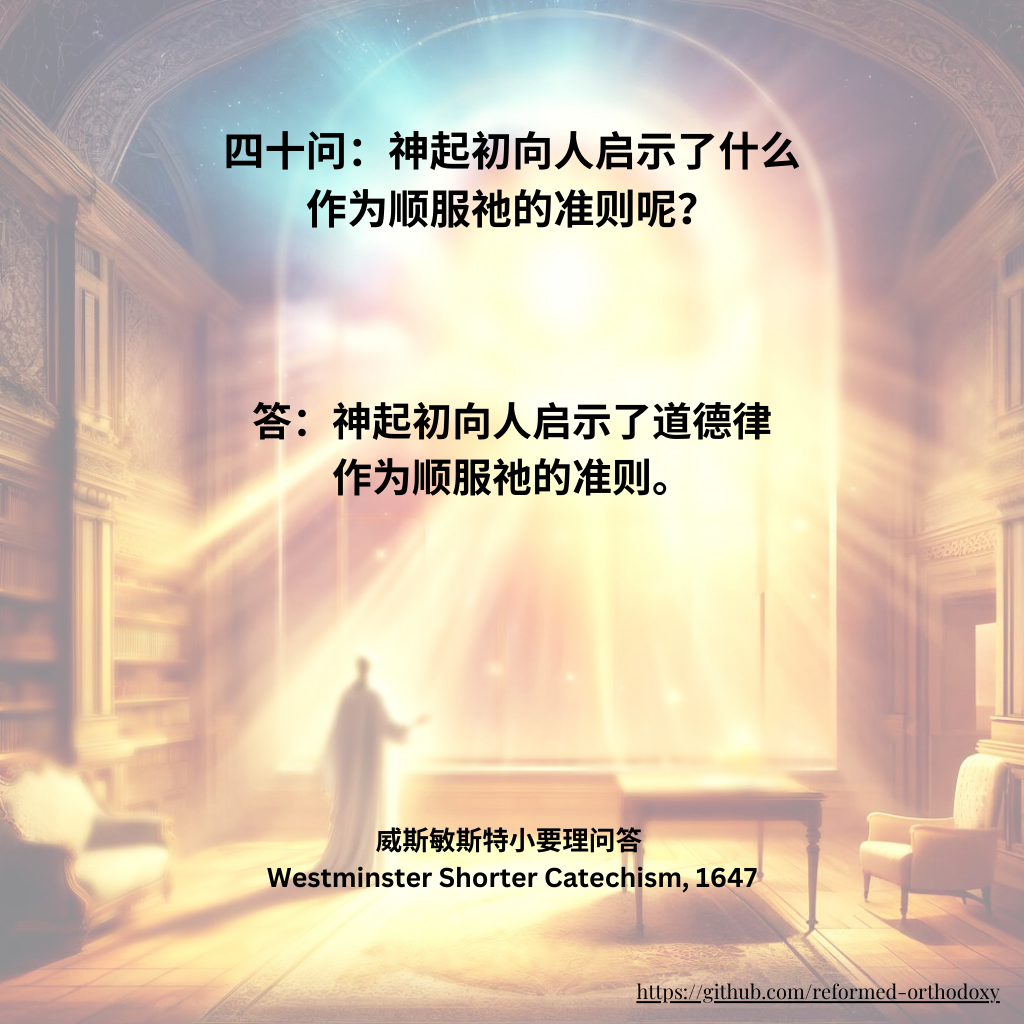 四十问：神起初向人启示了什么
作为顺服祂的准则呢？
答：神起初向人启示了道德律
作为顺服祂的准则。
威斯敏斯特小要理问答
Westminster Shorter Catechism, 1647
https://github.com/reformed-orthodoxy